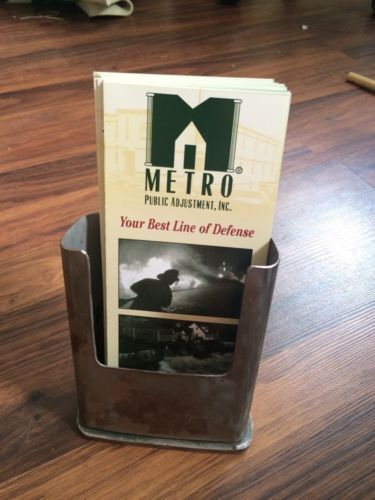 M
METRO®
PUBLIC ADJUSTMENT, INC.
Your Best Line of Defense